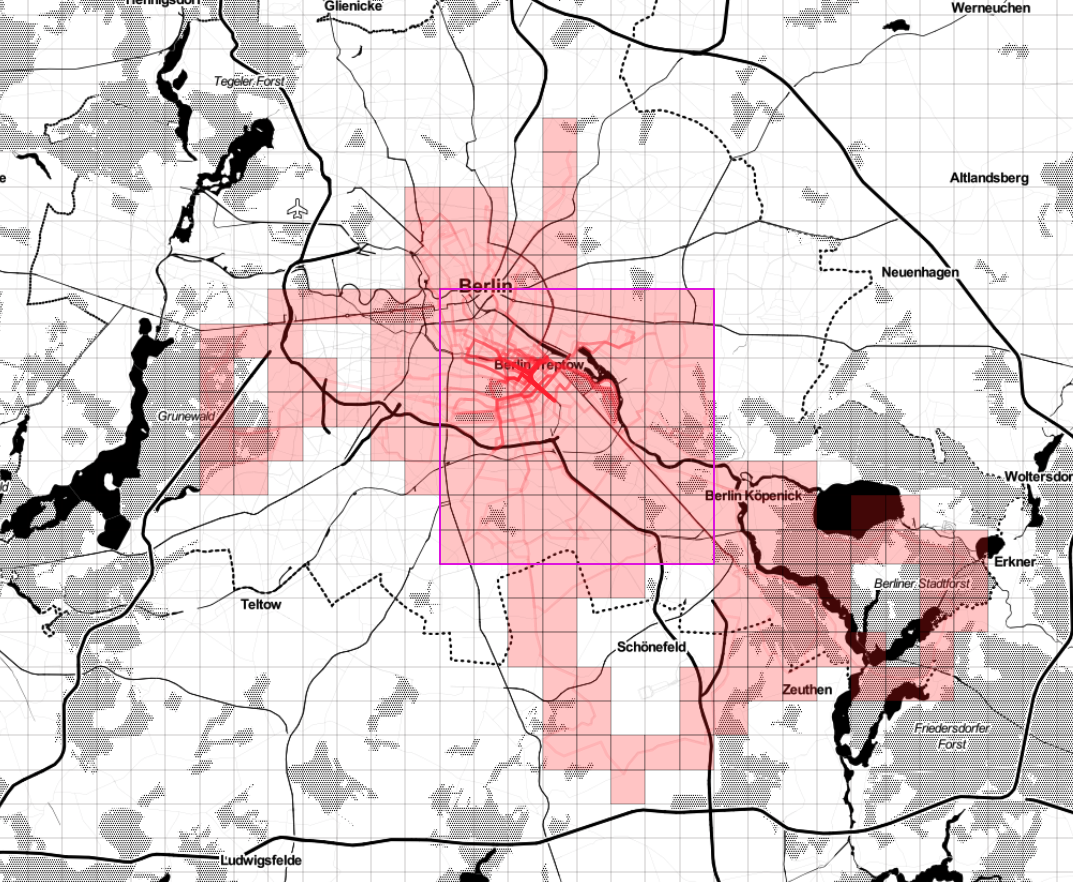 Hennigsdorf
Glienicke
Werneuchen
Tegeler Forst
Altlandsberg
Berlin
Neuenhagen
Berlin Treptow
Grunewald
Woltersdorf
Berlin Köpenick
Erkner
Berliner Stadtforst
Teltow
Schönefeld
Zeuthen
Friedersdorfer
Forst
Ludwigsfelde